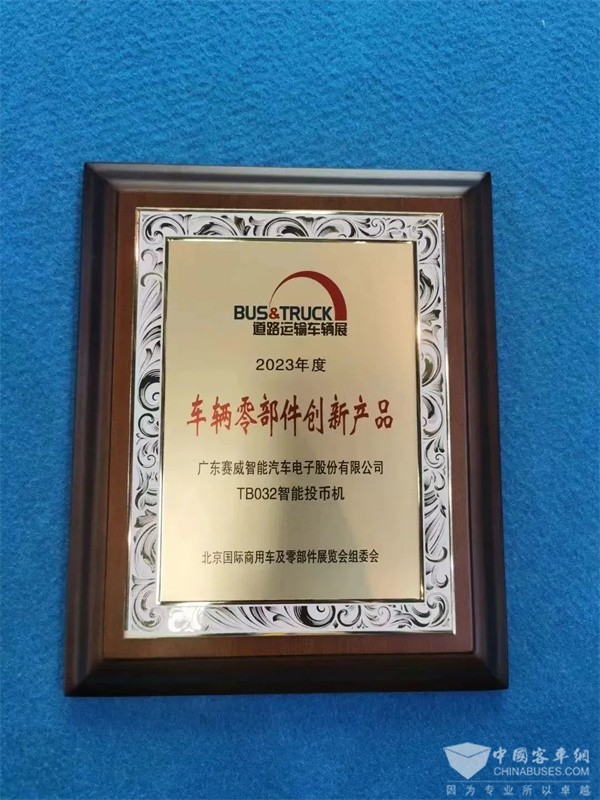 BUS&TRUCK
道路运输车辆展
2023年度
车辆零部件创新产品
广东赛威智能汽车电子股份有限公司
TB032智能投币机
北京国际商用车及零部件展览会组委会
中國客車網
CHINABUSES.COM
因为专业所以卓越